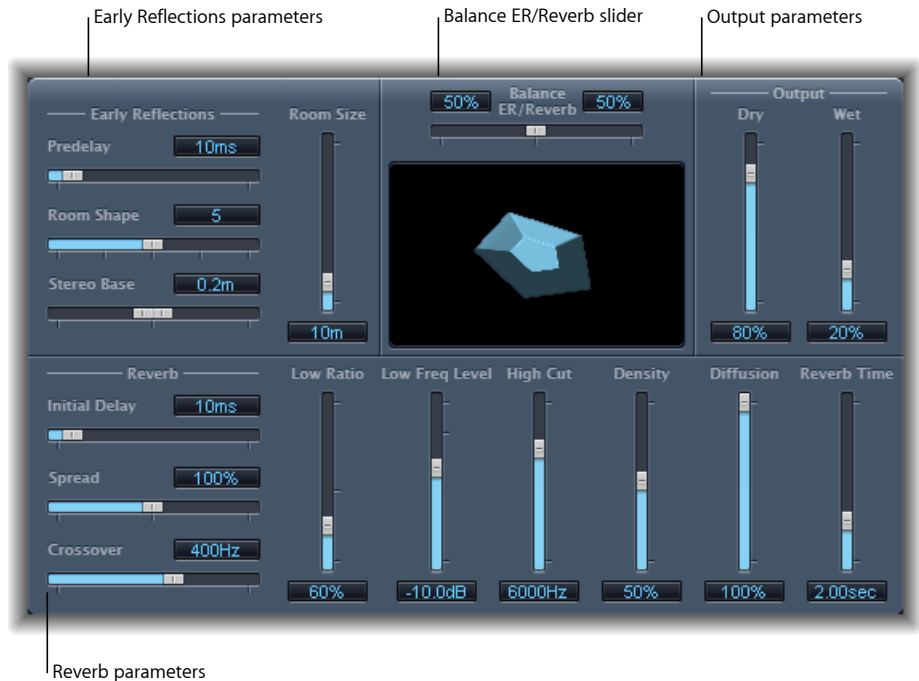 Early Reflections parameters
Balance ER/Reverb slider
Output parameters
Early Reflections
Predelay 10ms
Room Shape 5
Stereo Base 0.2m
Room Size
10m
50% Balance ER/Reverb 50%
Output
Dry Wet
80% 20%
Reverb
Initial Delay 10ms
Spread 100%
Crossover 400Hz
Low Ratio Low Freq Level High Cut Density Diffusion Reverb Time
60% -10.0dB 6000Hz 50% 100% 2.00sec
Reverb parameters